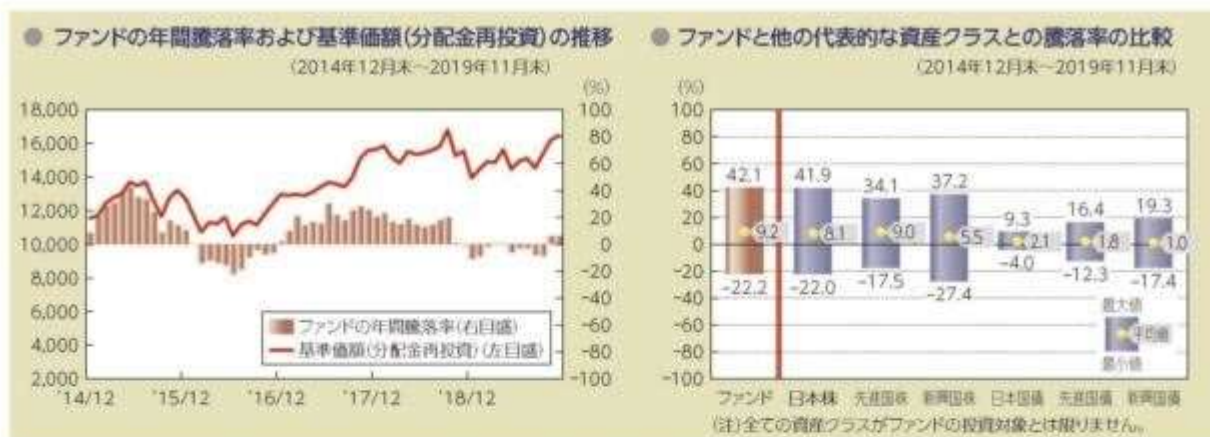 ● ファンドの年間騰落率および基準価額(分配金再投資)の推移
(2014年12月末～2019年11月末)
(%)
18,000
16,000
14,000
12,000
10,000
8,000
6,000
4,000
2,000
100
80
60
40
20
0
-20
-40
-60
-80
-100
ファンドの年間騰落率(右目盛)
基準価額(分配金再投資)(左目盛)
'14/12 '15/12 '16/12 '17/12 '18/12
● ファンドと他の代表的な資産クラスとの騰落率の比較
(2014年12月末～2019年11月末)
(%)
100
80
60
40
20
0
-20
-40
-60
-80
-100
42.1 41.9 34.1 37.2 9.3 16.4 19.3
9.2 8.1 9.0 5.5 2.1 1.8 1.0
-22.2 -22.0 -17.5 -27.4 -4.0 -12.3 -17.4
最大値
平均値
最小値
ファンド 日本株 先進国株 新興国株 日本国債 先進国債 新興国債
(注)全ての資産クラスがファンドの投資対象とは限りません。